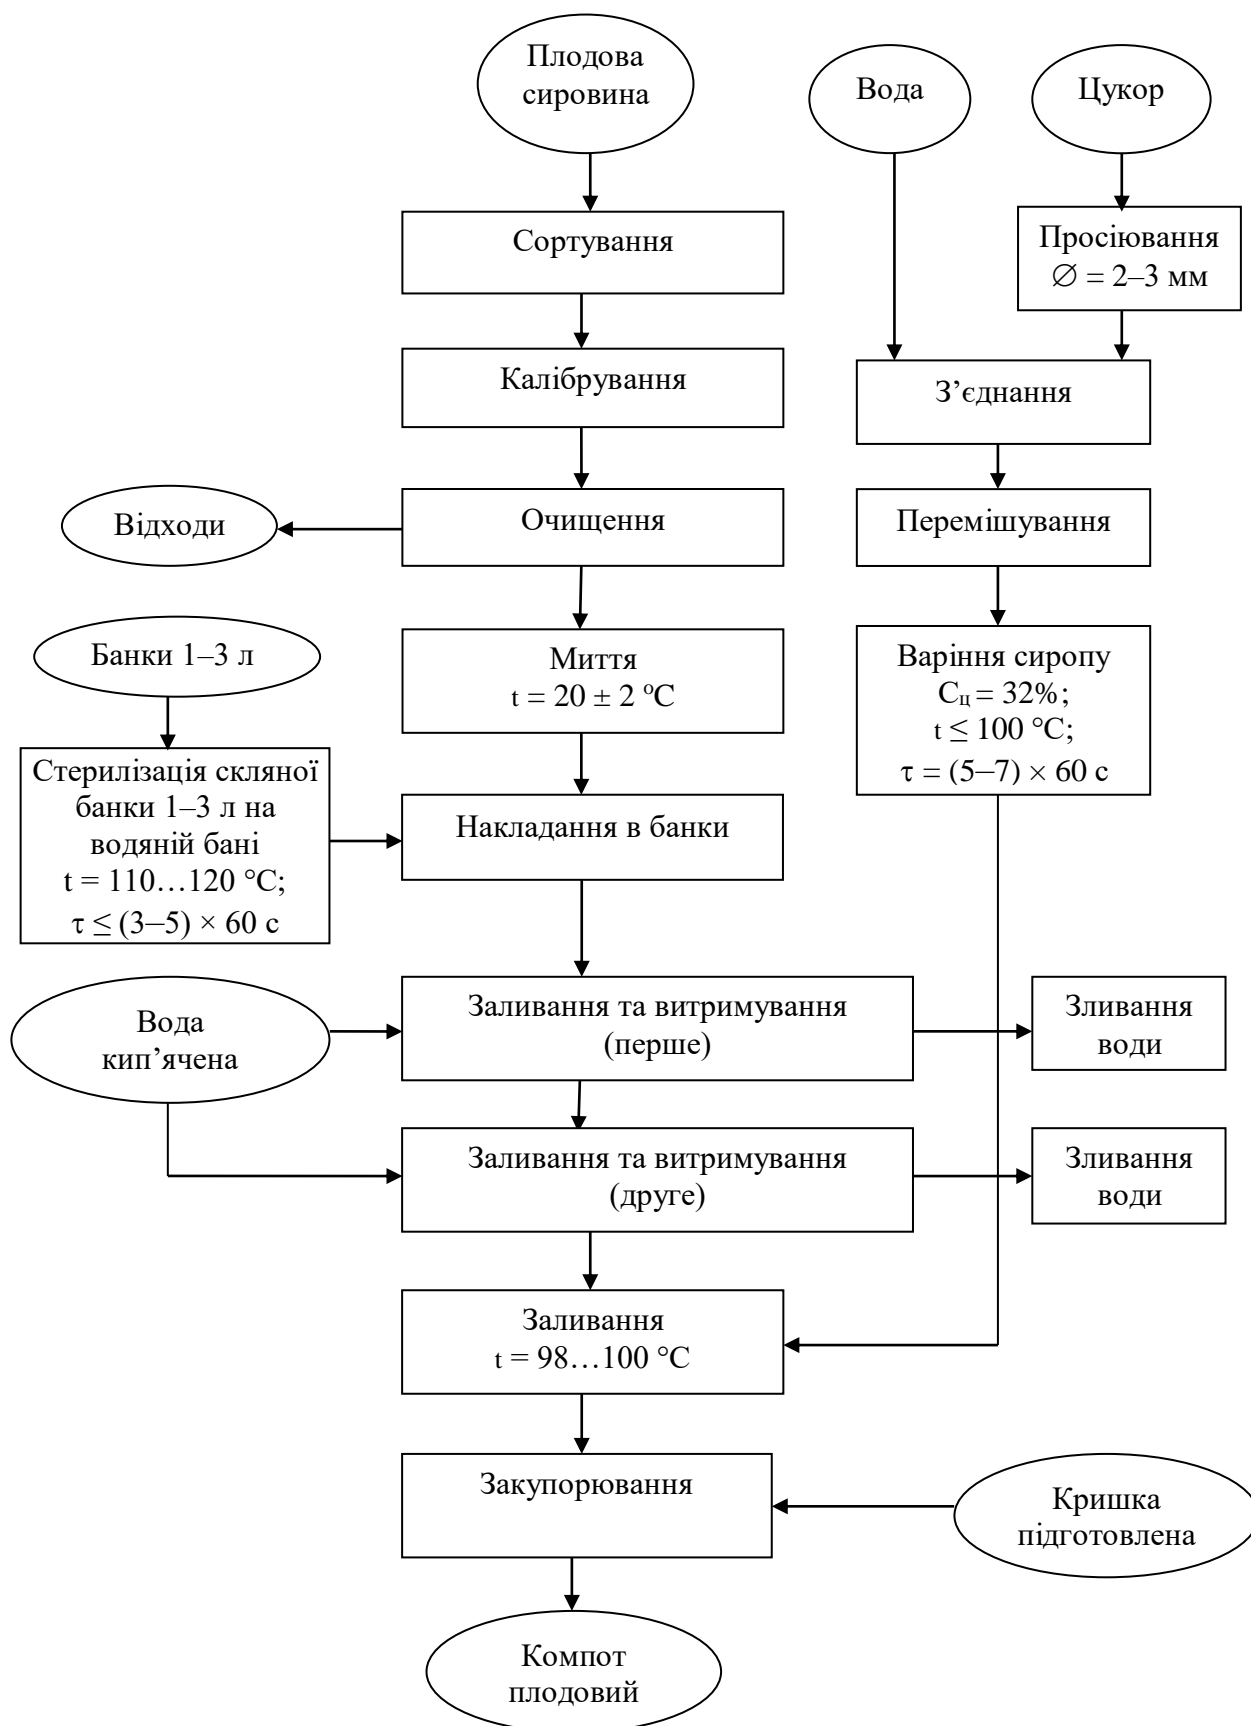 Плодова
сировина
Вода
Цукор
Сортування
Просіювання
∅ = 2–3 мм
Калібрування
З’єднання
Відходи
Очищення
Перемішування
Банки 1–3 л
Миття
t = 20 ± 2 ºС
Варіння сиропу
Сц = 32%;
t ≤ 100 °С;
τ = (5–7) × 60 с
Стерилізація скляної
банки 1–3 л на
водяній бані
t = 110…120 °С;
τ ≤ (3–5) × 60 с
Накладання в банки
Вода
кип’ячена
Заливання та витримування
(перше)
Зливання
води
Заливання та витримування
(друге)
Зливання
води
Заливання
t = 98…100 °С
Закупорювання
Кришка
підготовлена
Компот
плодовий